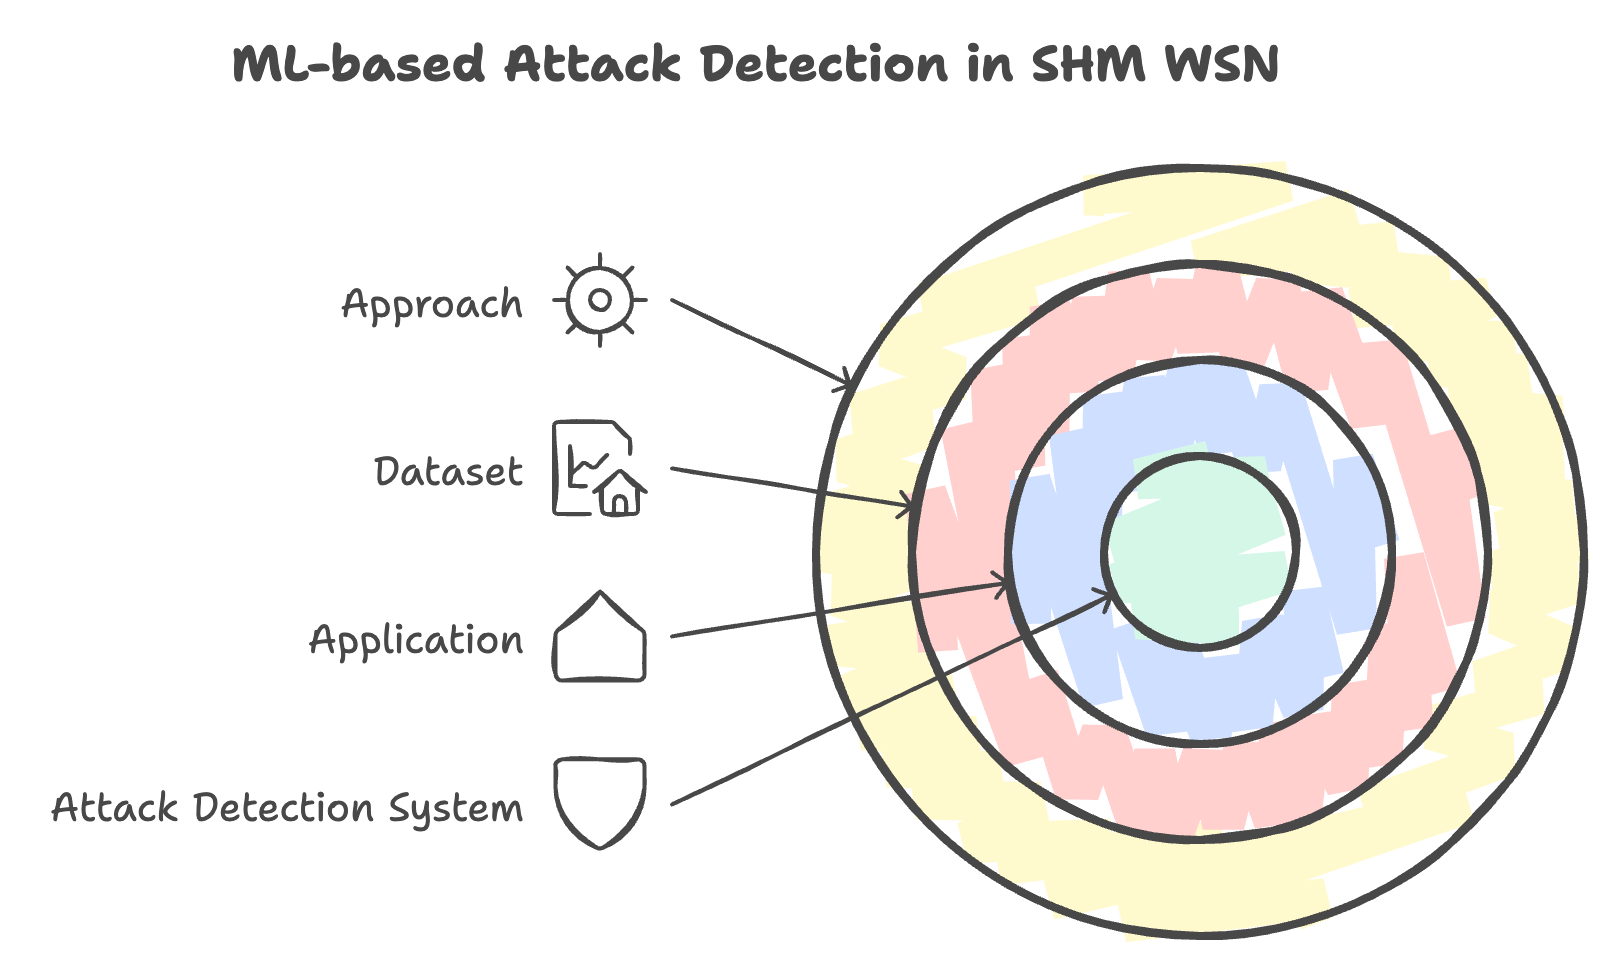 ML-based Attack Detection in SHM WSN
Approach
Dataset
Application
Attack Detection System